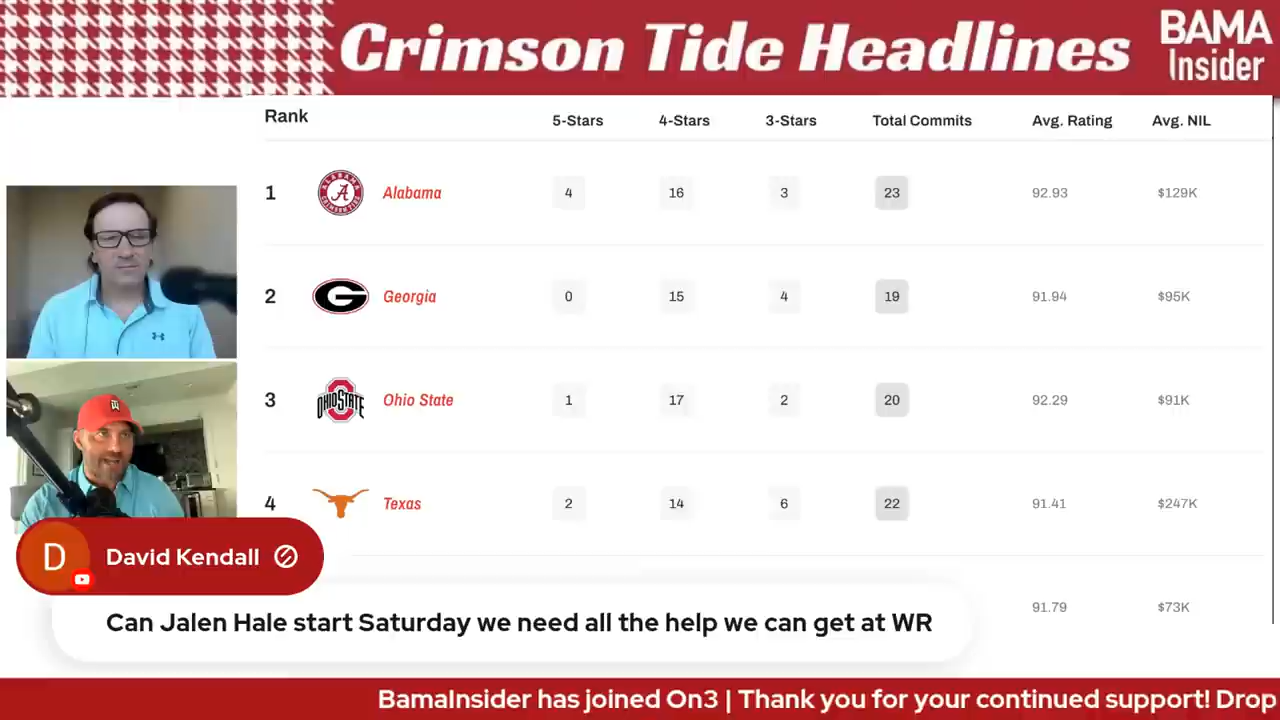 Crimson Tide Headlines
BAMA
Insider
Rank 5-Stars 4-Stars 3-Stars Total Commits Avg. Rating Avg. NIL
1 Alabama 4 16 3 23 92.93 $129K
2 Georgia 0 15 4 19 91.94 $95K
3 OHIO STATE Ohio State 1 17 2 20 92.29 $91K
4 Texas 2 14 6 22 91.41 $247K
91.79 $73K
D David Kendall
Can Jalen Hale start Saturday we need all the help we can get at WR
BamaInsider has joined On3 | Thank you for your continued support! Drop